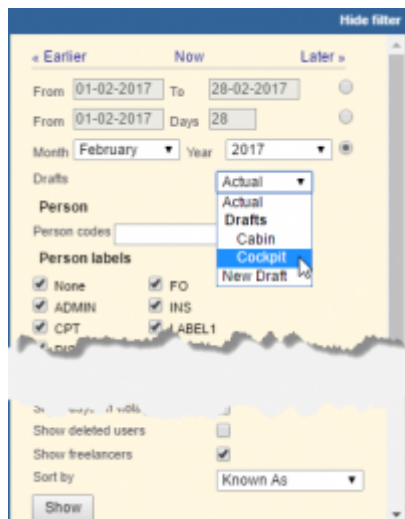 Hide filter
« Earlier Now Later »
From 01-02-2017 To 28-02-2017
From 01-02-2017 Days 28
Month February Year 2017
Drafts Actual
Actual
Drafts
Person
Cabin
Person codes
Cockpit
Person labels
New Draft
None FO
ADMIN INS
CPT LABEL1
Show deleted users
Show freelancers
Sort by Known As
Show